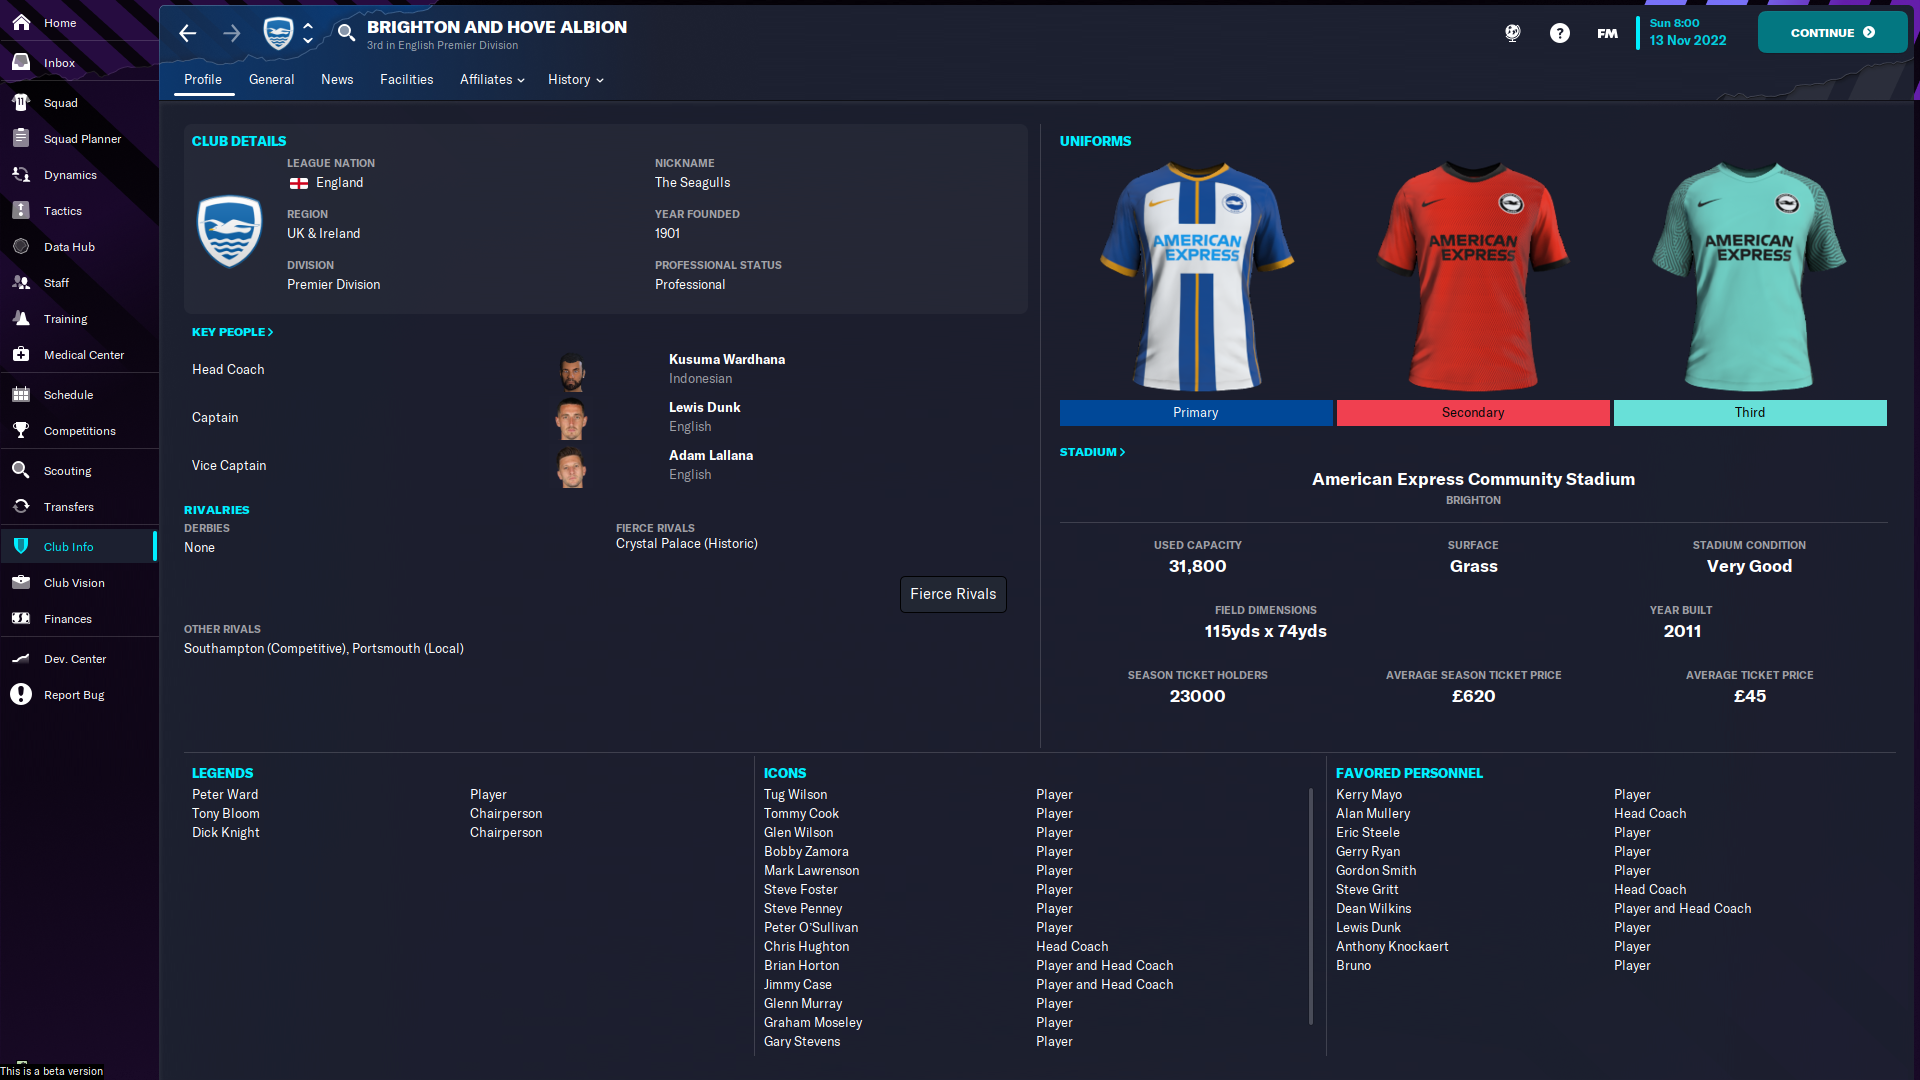 Home
Inbox
Squad
Squad Planner
Dynamics
Tactics
Data Hub
Staff
Training
Medical Center
Schedule
Competitions
Scouting
Transfers
Club Info
Club Vision
Finances
Dev. Center
Report Bug
This is a beta version
BRIGHTON AND HOVE ALBION
3rd in English Premier Division
FM
Sun 8:00
13 Nov 2022
CONTINUE
Profile General News Facilities Affiliates History
CLUB DETAILS
LEAGUE NATION
England
NICKNAME
The Seagulls
REGION
UK & Ireland
YEAR FOUNDED
1901
DIVISION
Premier Division
PROFESSIONAL STATUS
Professional
KEY PEOPLE
Head Coach
Kusuma Wardhana
Indonesian
Captain
Lewis Dunk
English
Vice Captain
Adam Lallana
English
RIVALRIES
DERBIES
None
FIERCE RIVALS
Crystal Palace (Historic)
Fierce Rivals
OTHER RIVALS
Southampton (Competitive), Portsmouth (Local)
UNIFORMS
AMERICAN
EXPRESS
AMERICAN
EXPRESS
AMERICAN
EXPRESS
Primary
Secondary
Third
STADIUM
American Express Community Stadium
BRIGHTON
USED CAPACITY
31,800
SURFACE
Grass
STADIUM CONDITION
Very Good
FIELD DIMENSIONS
115yds x 74yds
YEAR BUILT
2011
SEASON TICKET HOLDERS
23000
AVERAGE SEASON TICKET PRICE
£620
AVERAGE TICKET PRICE
£45
LEGENDS
Peter Ward Player
Tony Bloom Chairperson
Dick Knight Chairperson
ICONS
Tug Wilson Player
Tommy Cook Player
Glen Wilson Player
Bobby Zamora Player
Mark Lawrenson Player
Steve Foster Player
Steve Penney Player
Peter O'Sullivan Player
Chris Hughton Head Coach
Brian Horton Player and Head Coach
Jimmy Case Player and Head Coach
Glenn Murray Player
Graham Moseley Player
Gary Stevens Player
FAVORED PERSONNEL
Kerry Mayo Player
Alan Mullery Head Coach
Eric Steele Player
Gerry Ryan Player
Gordon Smith Player
Steve Gritt Head Coach
Dean Wilkins Player and Head Coach
Lewis Dunk Player
Anthony Knockaert Player
Bruno Player